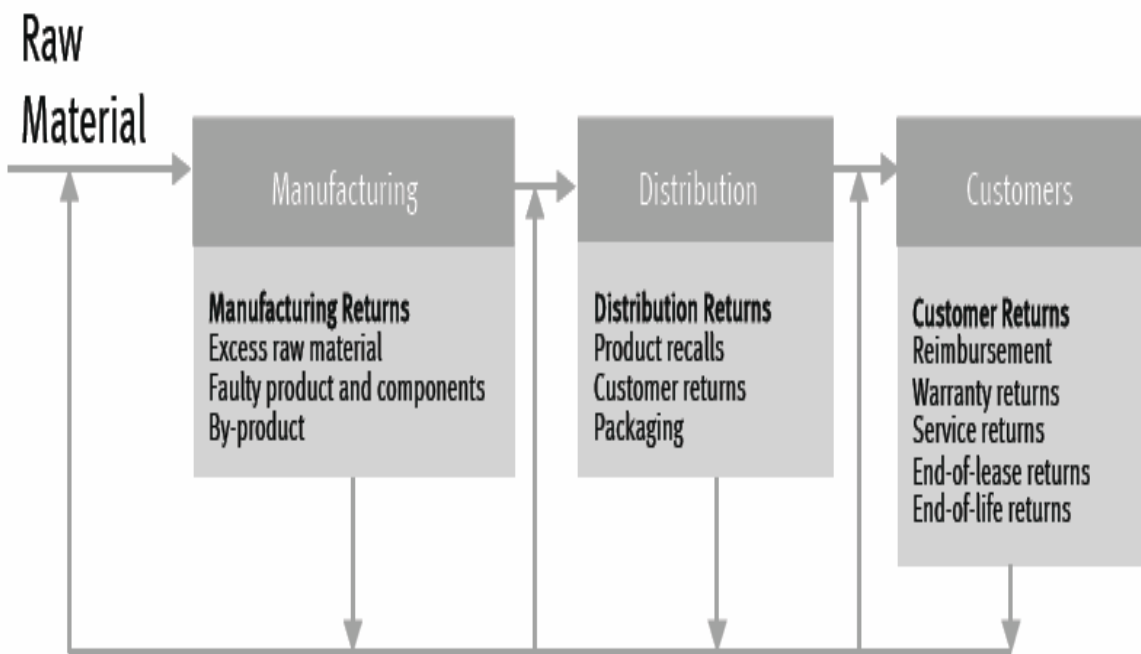 Raw
Material
Manufacturing
Manufacturing Returns
Excess raw material
Faulty product and components
By-product
Distribution
Distribution Returns
Product recalls
Customer returns
Packaging
Customers
Customer Returns
Reimbursement
Warranty returns
Service returns
End-of-lease returns
End-of-life returns